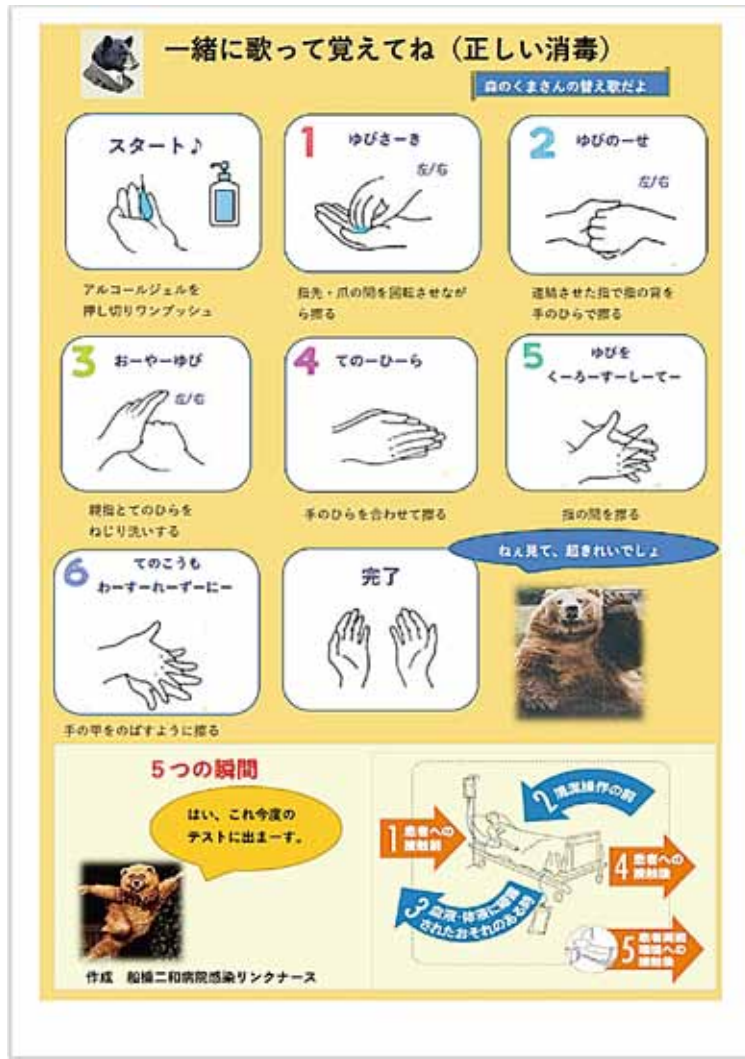 一緒に歌って覚えてね（正しい消毒）
森のくまさんの替え歌だよ
スタート♪
アルコールジェルを
押し切りワンプッシュ
1 ゆびさーき
左/右
指先・爪の間を回転させなが
ら擦る
2 ゆびのーせ
左/右
連結させた指で指の背を
手のひらで擦る
3 おーやーゆび
左/右
親指とてのひらを
ねじり洗いする
4 てのーひーら
手のひらを合わせて擦る
5 ゆびを
くーろーすーしーてー
指の間を擦る
6 てのこうも
わーすーれーずーにー
手の甲をのばすように擦る
完了
ねぇ見て、超きれいでしょ
5つの瞬間
はい、これ今度の
テストに出まーす。
作成 船橋二和病院感染リンクナース
1 患者への
接触前
2 清潔操作の前
3 血液・体液に曝露
されたおそれのある時
4 患者への
接触後
5 患者周囲
環境への
接触後